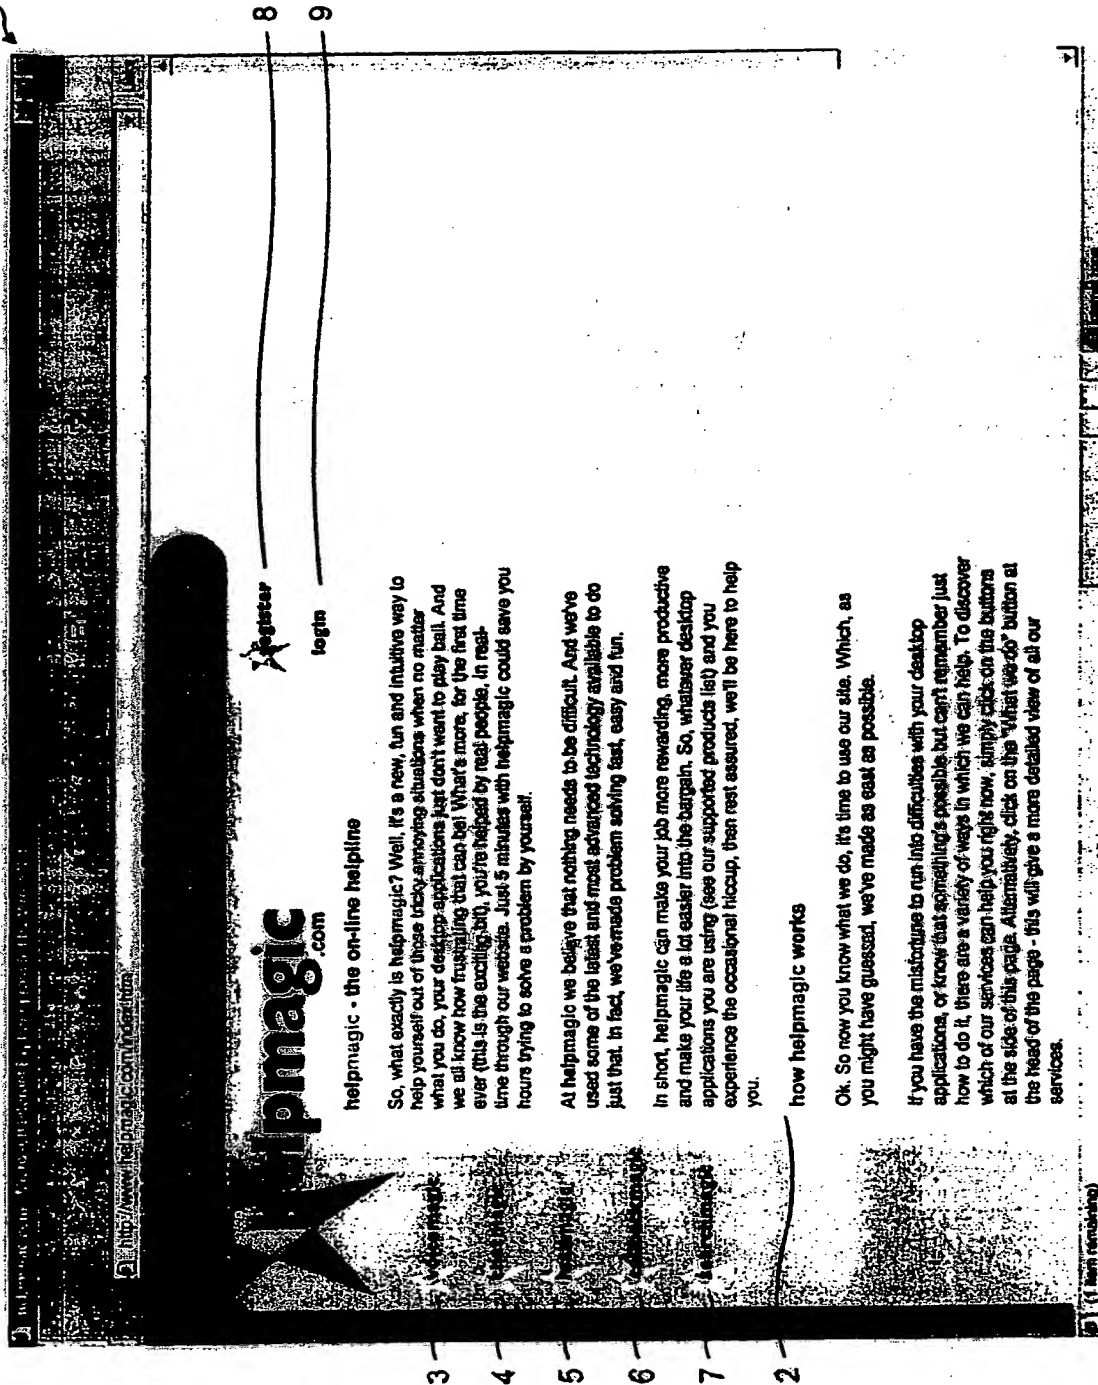 http://www.helpmagic.com/index.htm
helpmagic
.com
register
8
login
9
helpmagic - the on-line helpline
So, what exactly is helpmagic? Well, it's a new, fun and intuitive way to
help yourself out of those tricky annoying situations when no matter
what you do, your desktop applications just don't want to play ball. And
we all know how frustrating that can be! What's more, for the first time
ever (this is the exciting bit), you're helped by real people, in real-
time through our website. Just 5 minutes with helpmagic could save you
hours trying to solve a problem by yourself.
At helpmagic we believe that nothing needs to be difficult. And we've
used some of the latest and most advanced technology available to do
just that. In fact, we've made problem solving fast, easy and fun.
In short, helpmagic can make your job more rewarding, more productive
and make your life a lot easier into the bargain. So, whatever desktop
applications you are using (see our supported products list) and you
experience the occasional hiccup, then rest assured, we'll be here to help
you.
how helpmagic works
Ok. So now you know what we do, it's time to use our site. Which, as
you might have guessed, we've made as east as possible.
If you have the misfortune to run into difficulties with your desktop
applications, or know that something's possible but can't remember just
how to do it, there are a variety of ways in which we can help. To discover
which of our services can help you right now, simply click on the buttons
at the side of this page. Alternatively, click on the "what we do" button at
the head of the page - this will give a more detailed view of all our
services.
3
4
5
6
7
2
(1 item remaining)